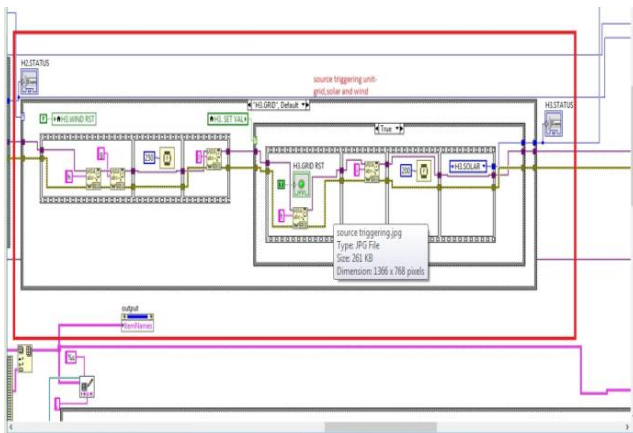 H2.STATUS
source triggering unit-
grid,solar and wind
"H3.GRID", Default
H3.STATUS
H3.WIND RST
H3. SET VAL
True
250
H3.GRID RST
200
H3.SOLAR
source triggering.jpg
Type: JPG File
Size: 261 KB
Dimension: 1366 x 768 pixels
output
ItemNames